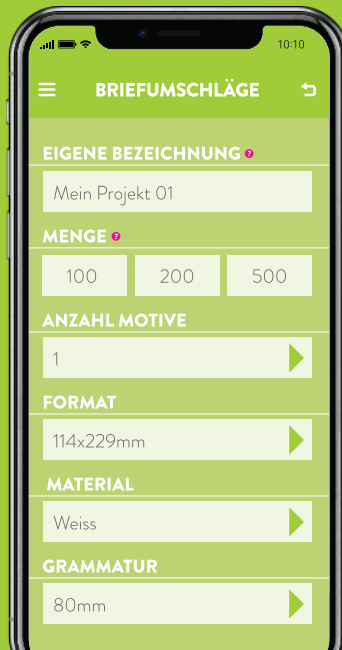 10:10
BRIEFUMSCHLÄGE
EIGENE BEZEICHNUNG ?
Mein Projekt 01
MENGE ?
100 200 500
ANZAHL MOTIVE
1
FORMAT
114x229mm
MATERIAL
Weiss
GRAMMATUR
80mm